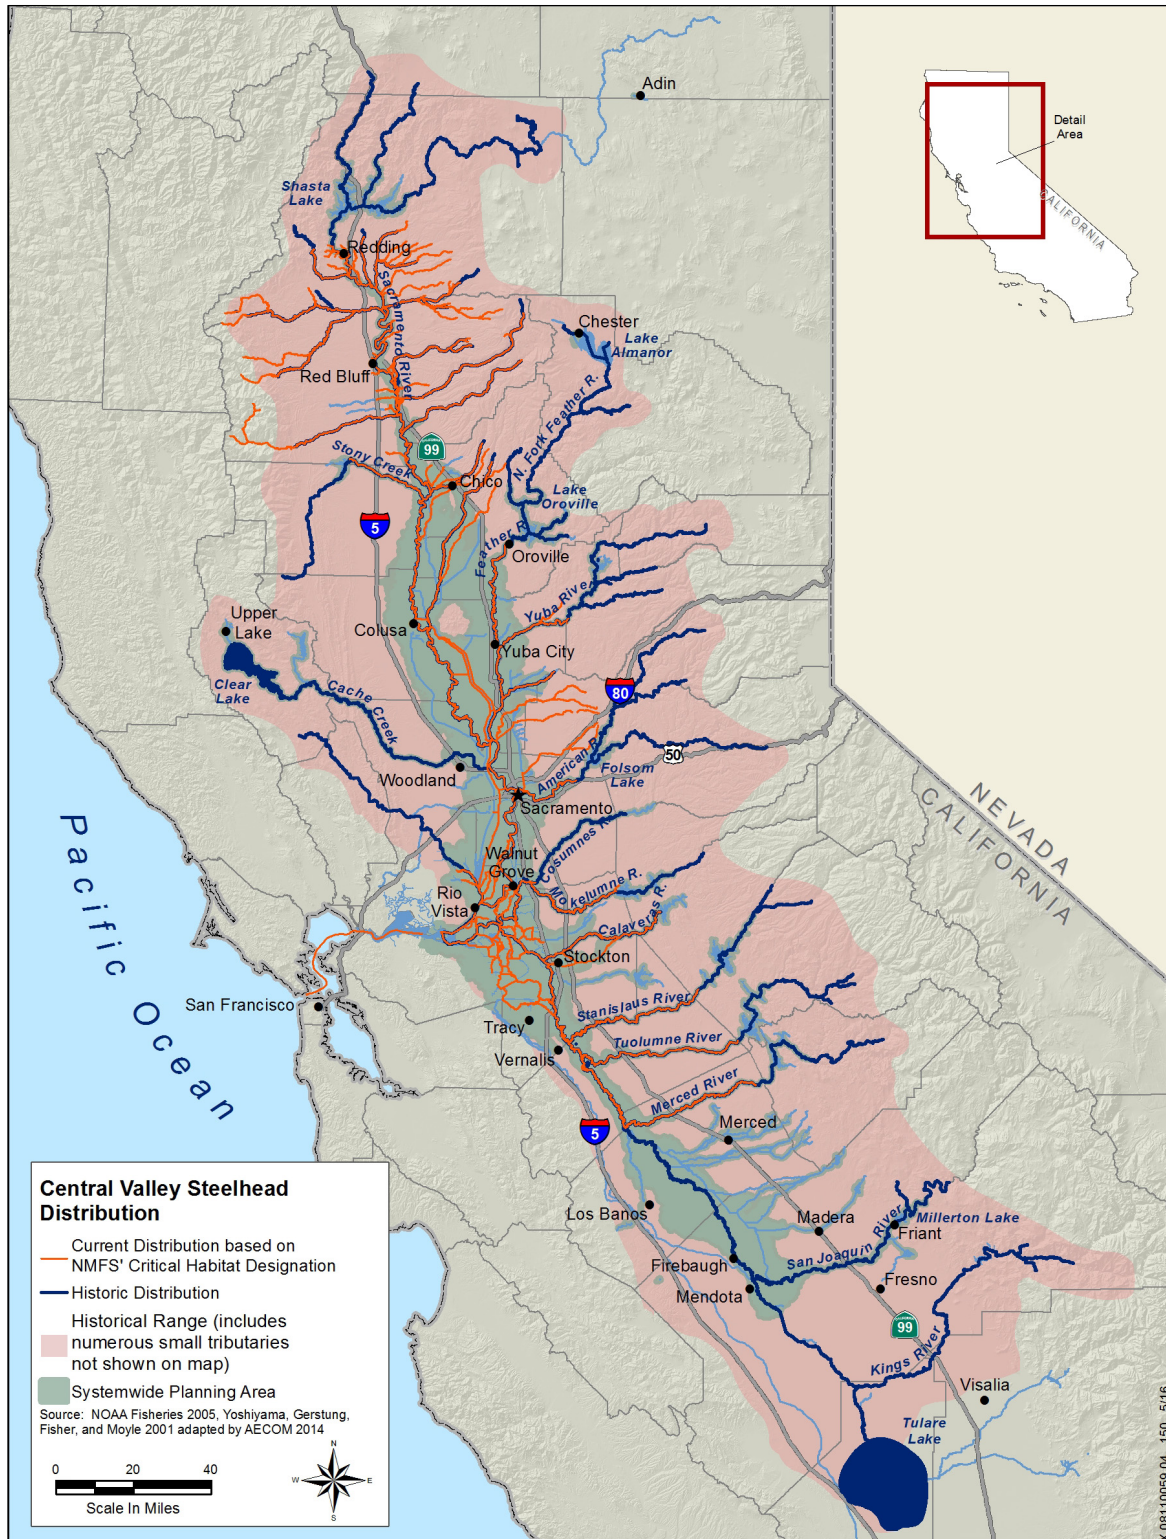 Adin
Detail
Area
CALIFORNIA
Shasta
Lake
Redding
Sacramento River
Chester
Lake
Almanor
Red Bluff
N. Fork Feather R.
99
Stony Creek
Chico
Lake
Oroville
5
Feather R.
Oroville
Yuba River
Upper
Lake
Colusa
Yuba City
Clear
Lake
Cache Creek
80
50
American R.
Folsom
Lake
Woodland
Sacramento
NEVADA
CALIFORNIA
Pacific Ocean
Cosumnes R.
Walnut
Grove
Mokelumne R.
Rio
Vista
Calaveras R.
Stockton
San Francisco
Stanislaus River
Tracy
Tuolumne River
Vernalis
Merced River
5
Merced
Los Banos
Madera
San Joaquin River
Millerton Lake
Friant
Firebaugh
Mendota
Fresno
99
Kings River
Visalia
Tulare
Lake
Central Valley Steelhead
Distribution
Current Distribution based on
NMFS' Critical Habitat Designation
Historic Distribution
Historical Range (includes
numerous small tributaries
not shown on map)
Systemwide Planning Area
Source: NOAA Fisheries 2005, Yoshiyama, Gerstung,
Fisher, and Moyle 2001 adapted by AECOM 2014
0 20 40
Scale In Miles
N
W E
S